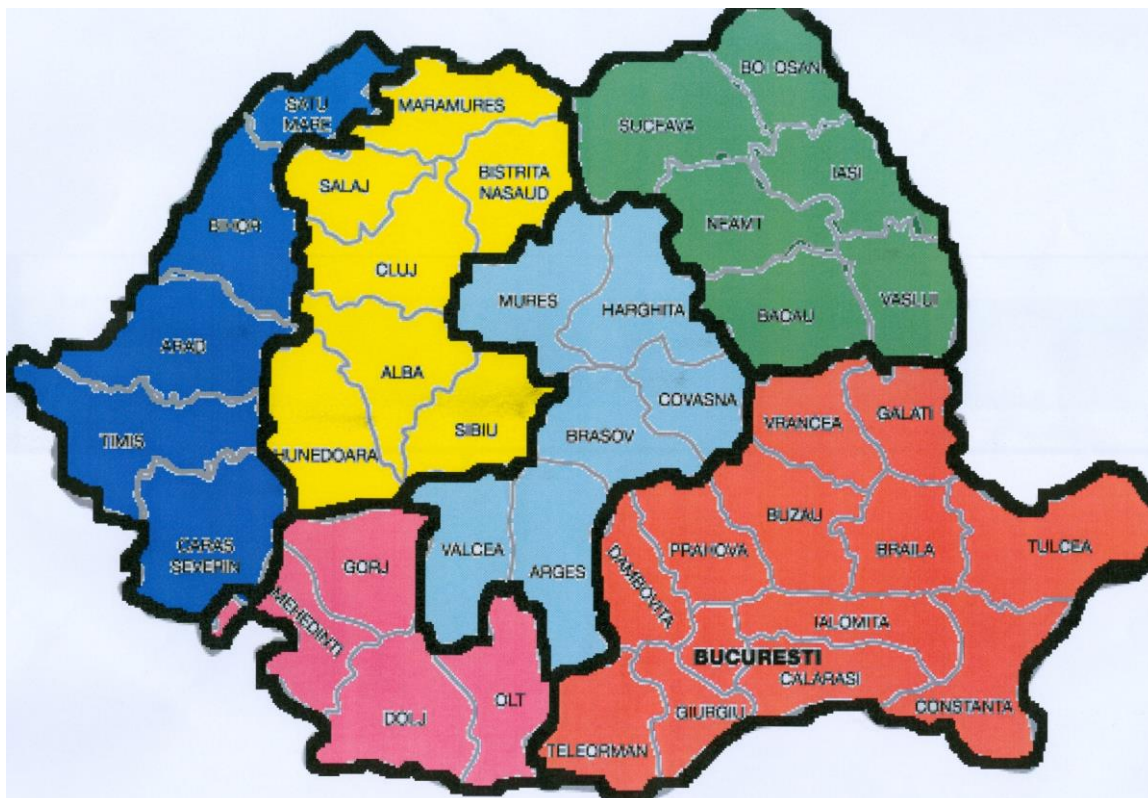 BOTOSANI
SATU
MARE
MARAMURES
SUCEAVA
IASI
SALAJ
BISTRITA
NASAUD
BIHOR
NEAMT
CLUJ
MURES
HARGHITA
BACAU
VASLUI
ARAD
ALBA
COVASNA
GALATI
VRANCEA
TIMIS
SIBIU
BRASOV
HUNEDOARA
BUZAU
CARAS
SEVERIN
GORJ
VALCEA
ARGES
DAMBOVITA
PRAHOVA
BRAILA
TULCEA
MEHEDINTI
IALOMITA
BUCURESTI
CALARASI
OLT
DOLJ
GIURGIU
CONSTANTA
TELEORMAN